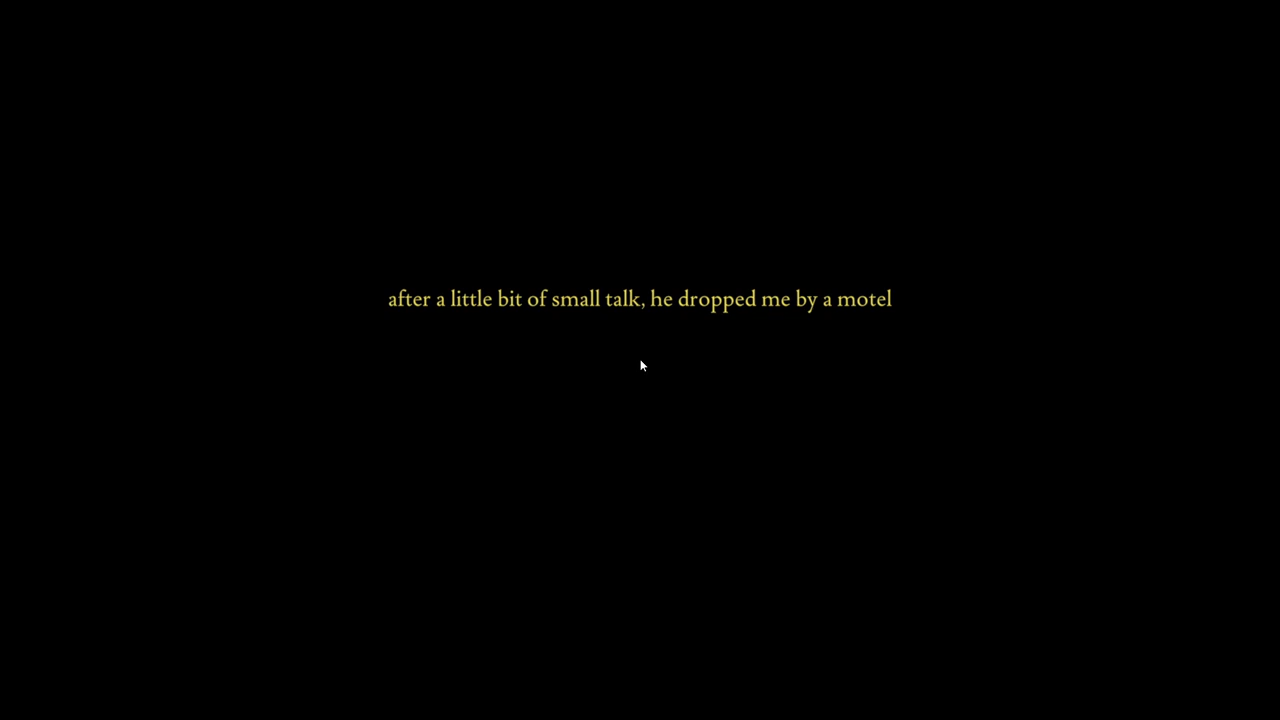 after a little bit of small talk, he dropped me by a motel